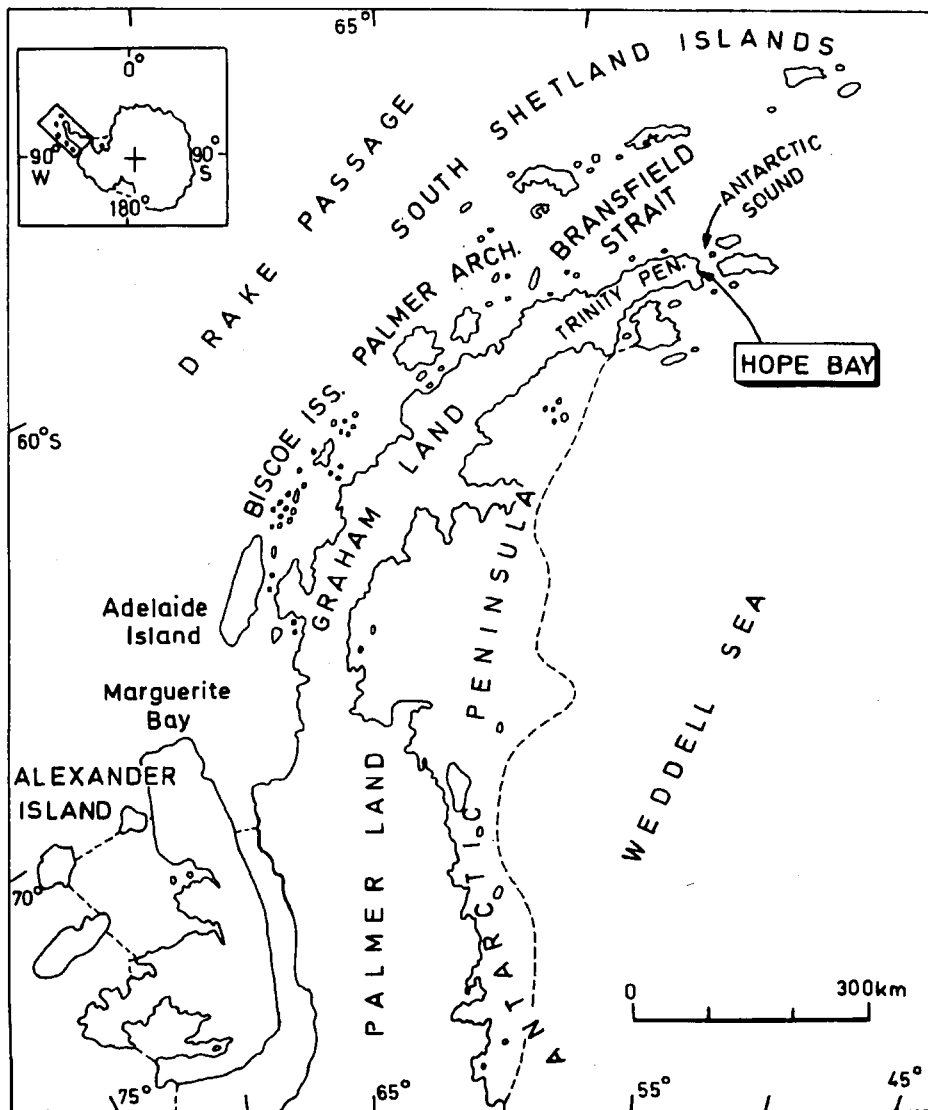 65°
0°
90°
W
90°
S
180°
DRAKE PASSAGE
SOUTH SHETLAND ISLANDS
BRANSFIELD
STRAIT
ANTARCTIC
SOUND
PALMER ARCH.
TRINITY PEN.
HOPE BAY
BISCOE ISS.
60°S
GRAHAM LAND
Adelaide
Island
Marguerite
Bay
ALEXANDER
ISLAND
70°
PALMER LAND
ANTARCTIC PENINSULA
WEDDELL SEA
0 300km
75°
65°
55°
45°